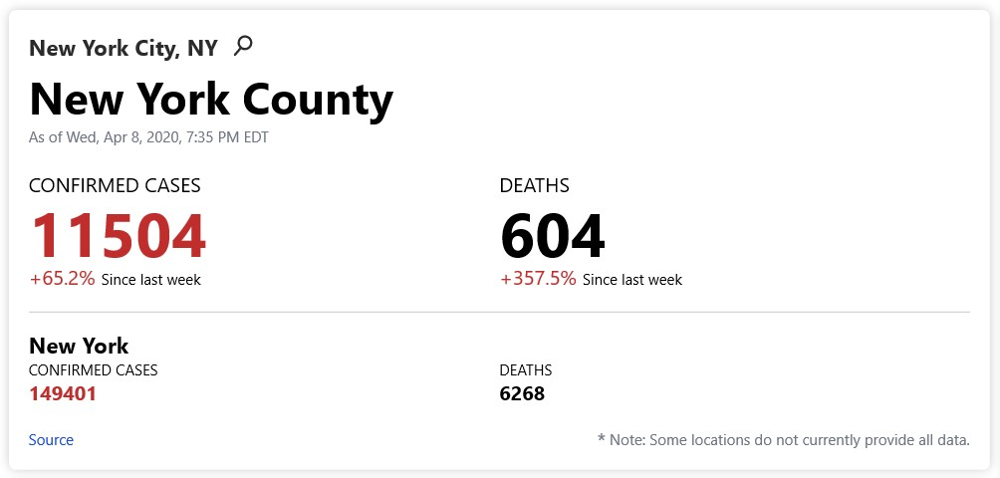 New York City, NY
New York County
As of Wed, Apr 8, 2020, 7:35 PM EDT
CONFIRMED CASES
11504
+65.2% Since last week
DEATHS
604
+357.5% Since last week
New York
CONFIRMED CASES
149401
DEATHS
6268
Source
* Note: Some locations do not currently provide all data.